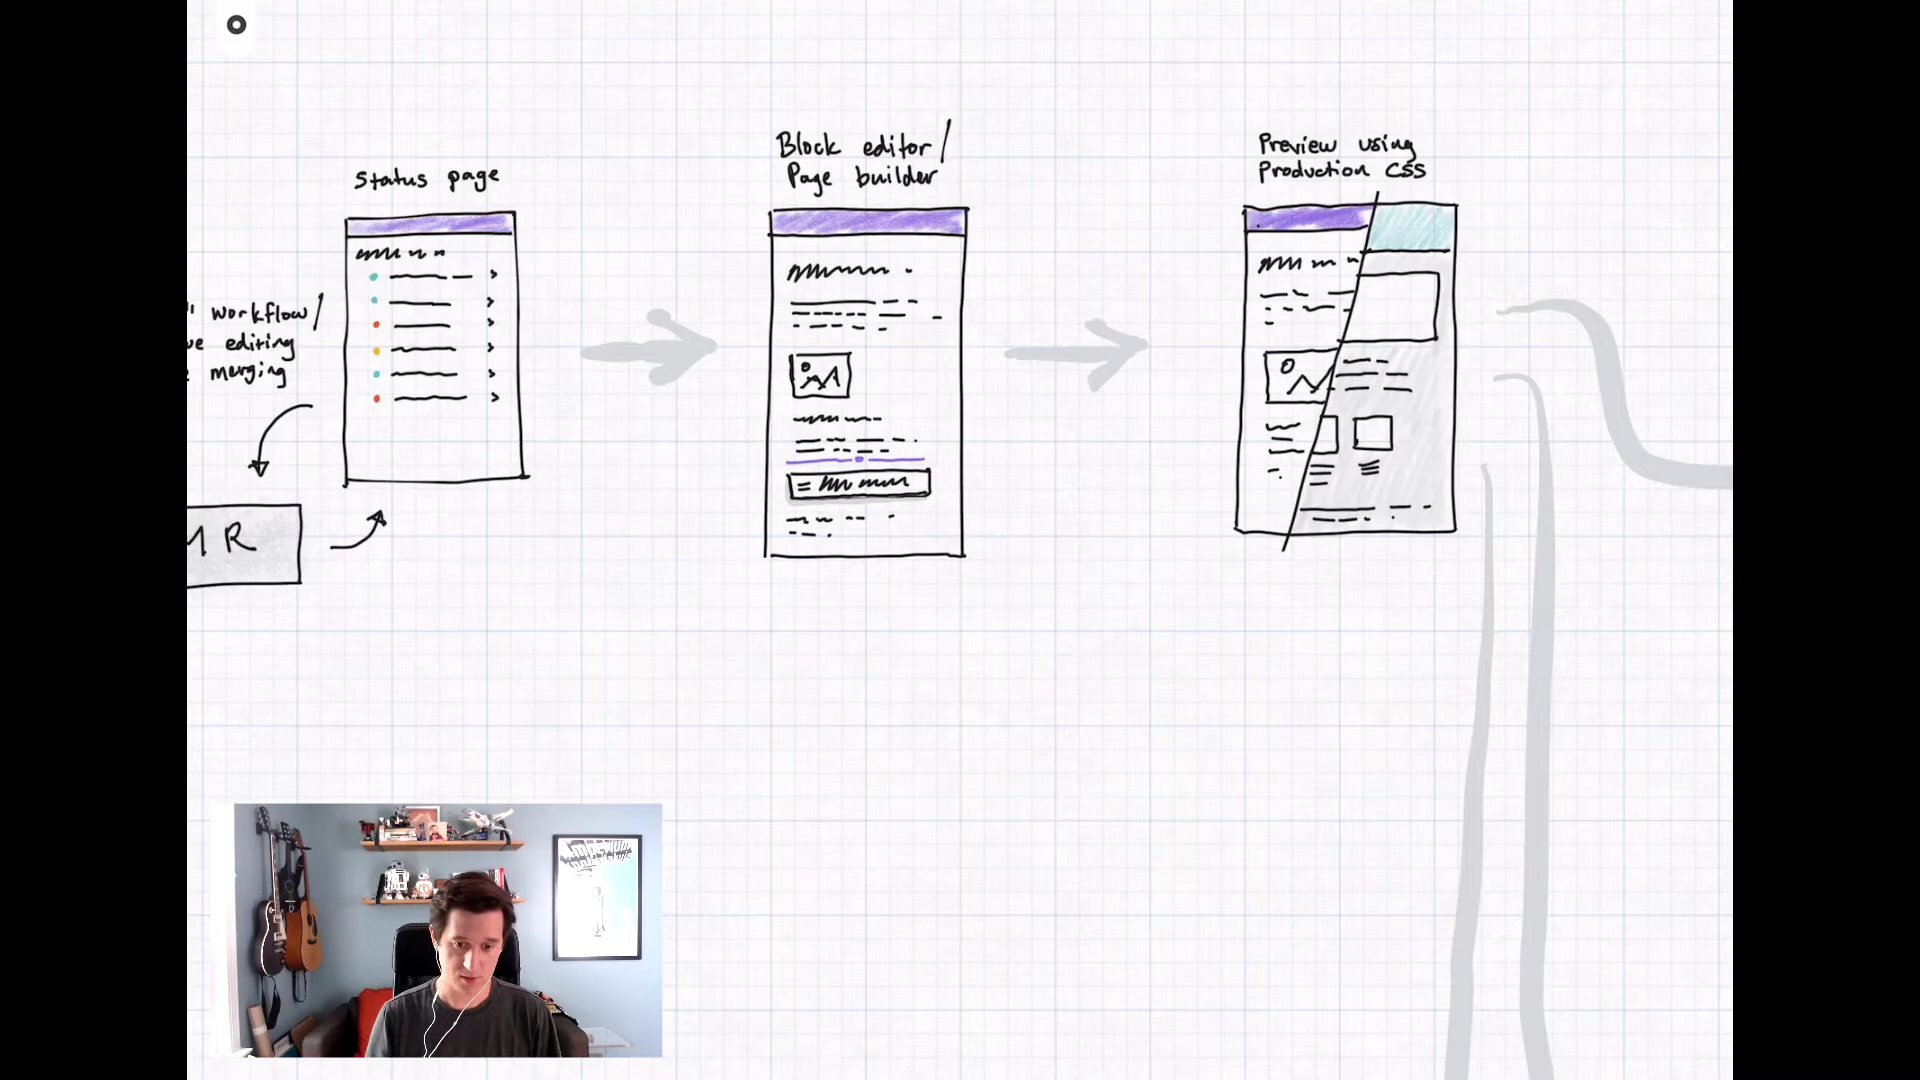 Status page
Block editor/
Page builder
Preview using
Production CSS
workflow/
editing
merging
R